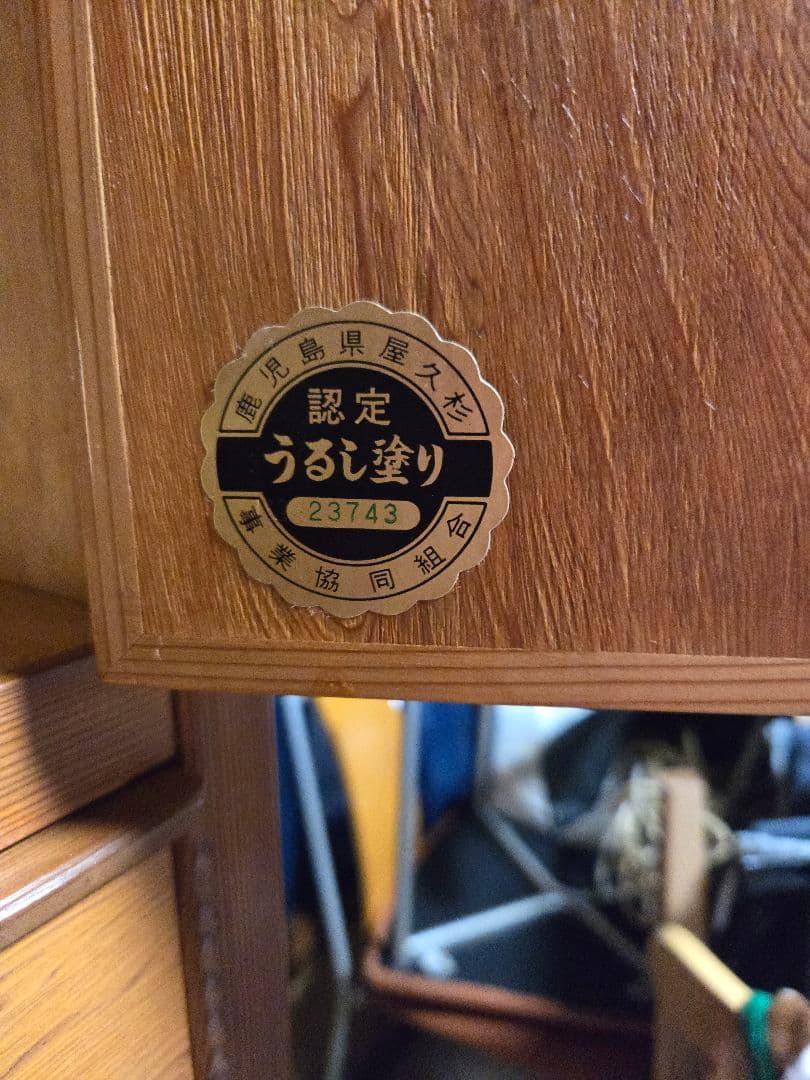 鹿児島県屋久杉
認定
うるし塗り
23743
事業協同組合